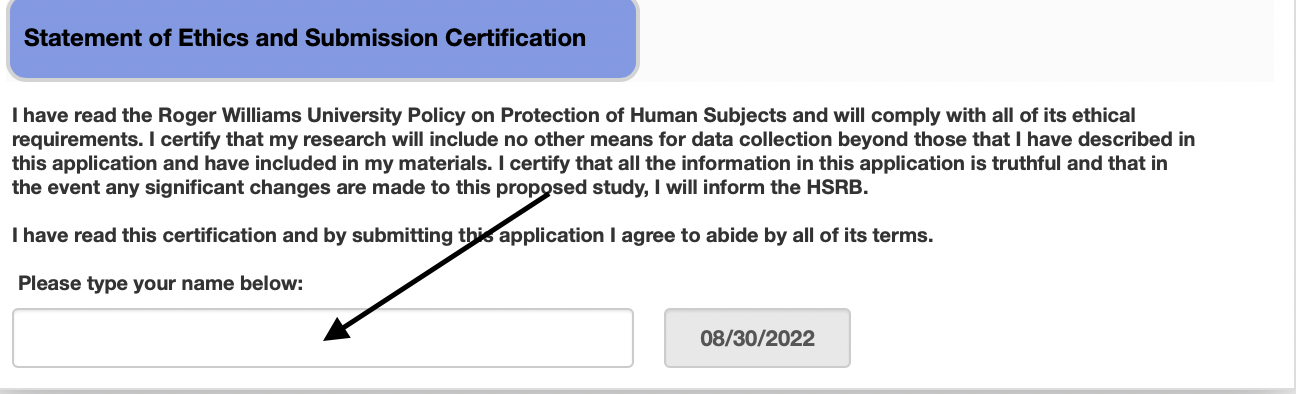 Statement of Ethics and Submission Certification
I have read the Roger Williams University Policy on Protection of Human Subjects and will comply with all of its ethical
requirements. I certify that my research will include no other means for data collection beyond those that I have described in
this application and have included in my materials. I certify that all the information in this application is truthful and that in
the event any significant changes are made to this proposed study, I will inform the HSRB.
I have read this certification and by submitting this application I agree to abide by all of its terms.
Please type your name below:
08/30/2022